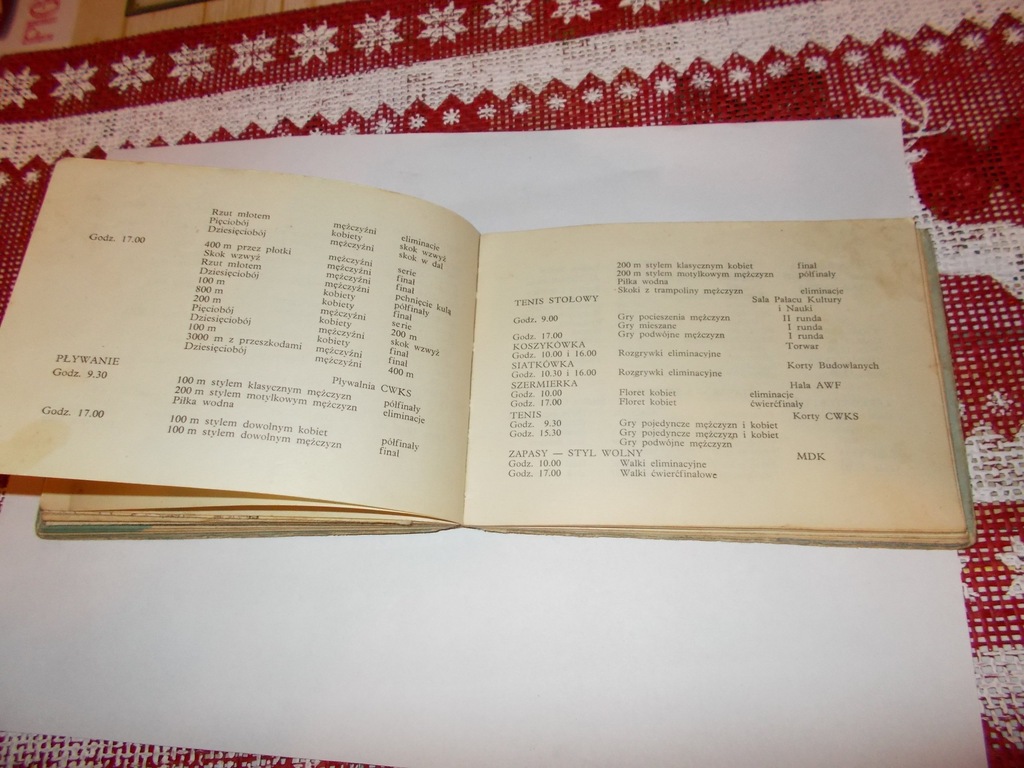 Rzut młotem mężczyźni eliminacje
Pięciobój kobiety skok wzwyż
Dziesięciobój mężczyźni skok w dal
Godz. 17.00 400 m przez płotki mężczyźni serie
Skok wzwyż mężczyźni finał
Rzut młotem mężczyźni finał
Dziesięciobój mężczyźni pchnięcie kulą
100 m kobiety półfinały
800 m mężczyźni finał
200 m kobiety serie
Pięciobój kobiety 200 m
Dziesięciobój mężczyźni skok wzwyż
100 m kobiety finał
3000 m z przeszkodami mężczyźni finał
Dziesięciobój mężczyźni 400 m
PŁYWANIE Pływalnia CWKS
Godz. 9.30 100 m stylem klasycznym mężczyzn półfinały
200 m stylem motylkowym mężczyzn eliminacje
Piłka wodna
Godz. 17.00 100 m stylem dowolnym kobiet półfinały
100 m stylem dowolnym mężczyzn finał
200 m stylem klasycznym kobiet finał
200 m stylem motylkowym mężczyzn półfinały
Piłka wodna
Skoki z trampoliny mężczyzn eliminacje
TENIS STOŁOWY Sala Pałacu Kultury
i Nauki
Godz. 9.00 Gry pocieszenia mężczyzn II runda
Gry mieszane I runda
Godz. 17.00 Gry podwójne mężczyzn I runda
KOSZYKÓWKA Torwar
Godz. 10.00 i 16.00 Rozgrywki eliminacyjne
SIATKÓWKA Korty Budowlanych
Godz. 10.30 i 16.00 Rozgrywki eliminacyjne
SZERMIERKA Hala AWF
Godz. 10.00 Floret kobiet eliminacje
Godz. 17.00 Floret kobiet ćwierćfinały
TENIS Korty CWKS
Godz. 9.30 Gry pojedyncze mężczyzn i kobiet
Godz. 15.30 Gry pojedyncze mężczyzn i kobiet
Gry podwójne mężczyzn
ZAPASY — STYL WOLNY MDK
Godz. 10.00 Walki eliminacyjne
Godz. 17.00 Walki ćwierćfinałowe